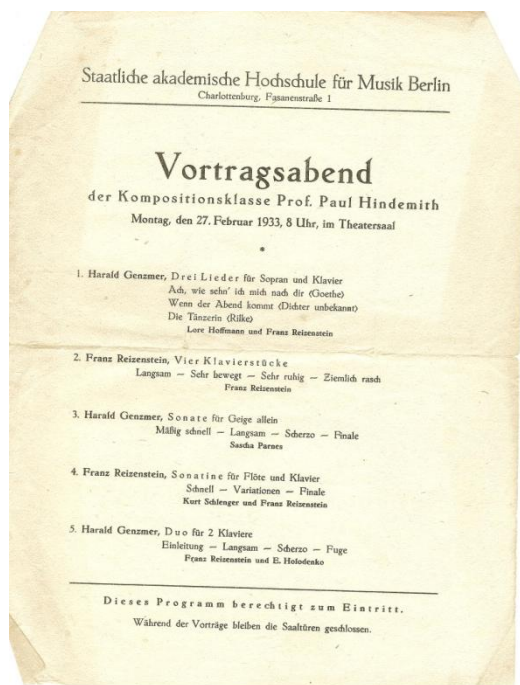 Staatliche akademische Hochschule für Musik Berlin
Charlottenburg, Fasanenstraße 1
Vortragsabend
der Kompositionsklasse Prof. Paul Hindemith
Montag, den 27. Februar 1933, 8 Uhr, im Theatersaal
1. Harald Genzmer, Drei Lieder für Sopran und Klavier
Ach, wie sehn' ich mich nach dir (Goethe)
Wenn der Abend kommt (Dichter unbekannt)
Die Tänzerin (Rilke)
Lore Hoffmann und Franz Reizenstein
2. Franz Reizenstein, Vier Klavierstücke
Langsam — Sehr bewegt — Sehr ruhig — Ziemlich rasch
Franz Reizenstein
3. Harald Genzmer, Sonate für Geige allein
Mäßig schnell — Langsam — Scherzo — Finale
Sascha Parnes
4. Franz Reizenstein, Sonatine für Flöte und Klavier
Schnell — Variationen — Finale
Kurt Schlenger und Franz Reizenstein
5. Harald Genzmer, Duo für 2 Klaviere
Einleitung — Langsam — Scherzo — Fuge
Franz Reizenstein und E. Holodenko
Dieses Programm berechtigt zum Eintritt.
Während der Vorträge bleiben die Saaltüren geschlossen.